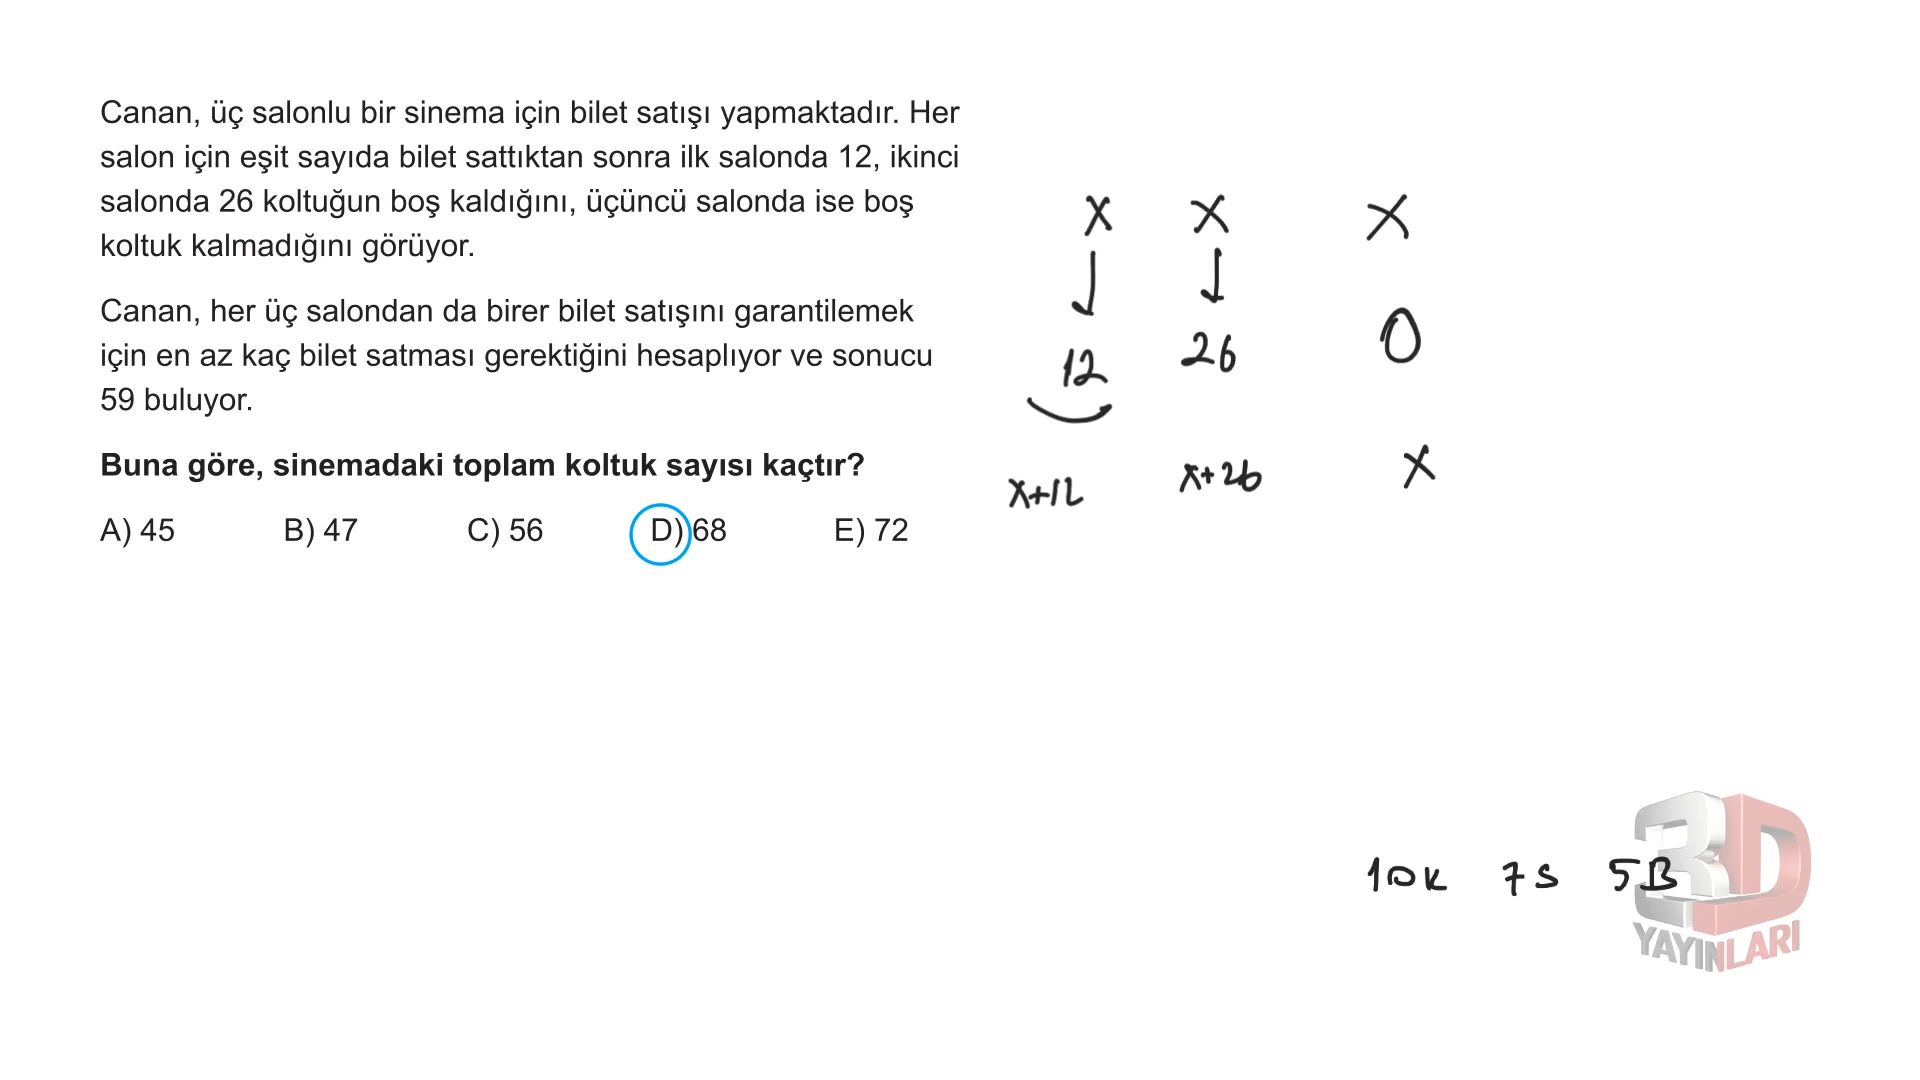 Canan, üç salonlu bir sinema için bilet satışı yapmaktadır. Her
salon için eşit sayıda bilet sattıktan sonra ilk salonda 12, ikinci
salonda 26 koltuğun boş kaldığını, üçüncü salonda ise boş
koltuk kalmadığını görüyor.
Canan, her üç salondan da birer bilet satışını garantilemek
için en az kaç bilet satması gerektiğini hesaplıyor ve sonucu
59 buluyor.
Buna göre, sinemadaki toplam koltuk sayısı kaçtır?
A) 45 B) 47 C) 56 D) 68 E) 72
x x x
12 26 0
x+12 x+26 x
10K 7S 5B
3D
YAYINLARI